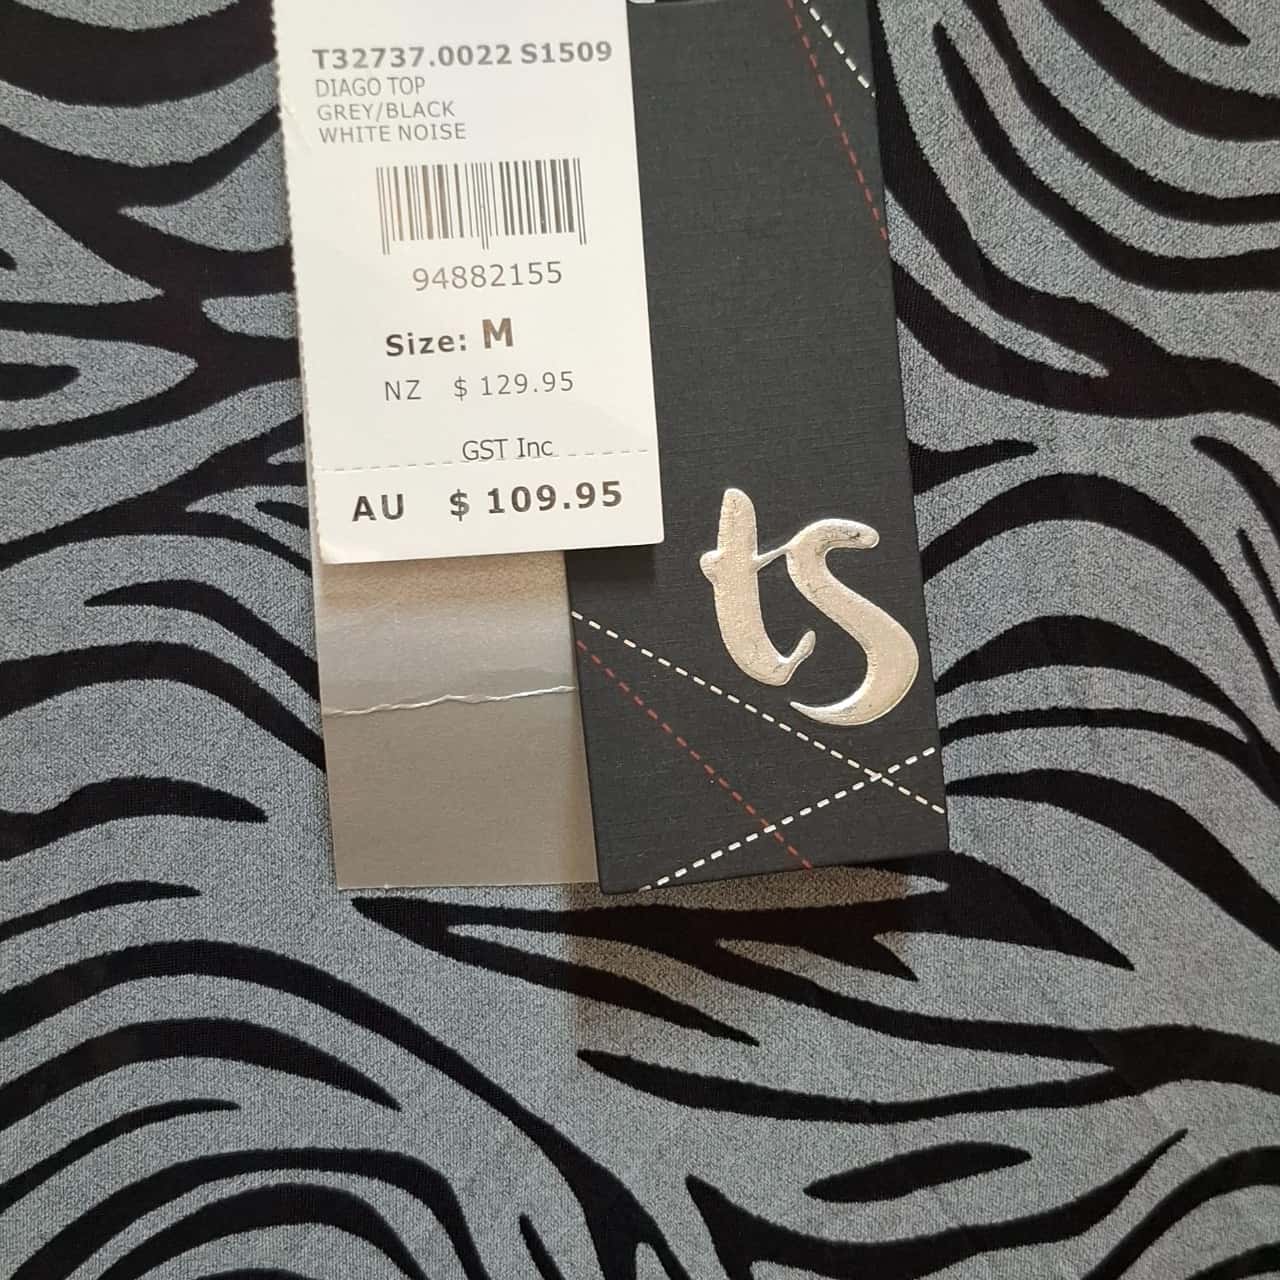 T32737.0022 S1509
DIAGO TOP
GREY/BLACK
WHITE NOISE
94882155
Size: M
NZ $ 129.95
GST Inc
AU $ 109.95
ts